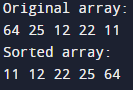 Original array:
64 25 12 22 11
Sorted array:
11 12 22 25 64